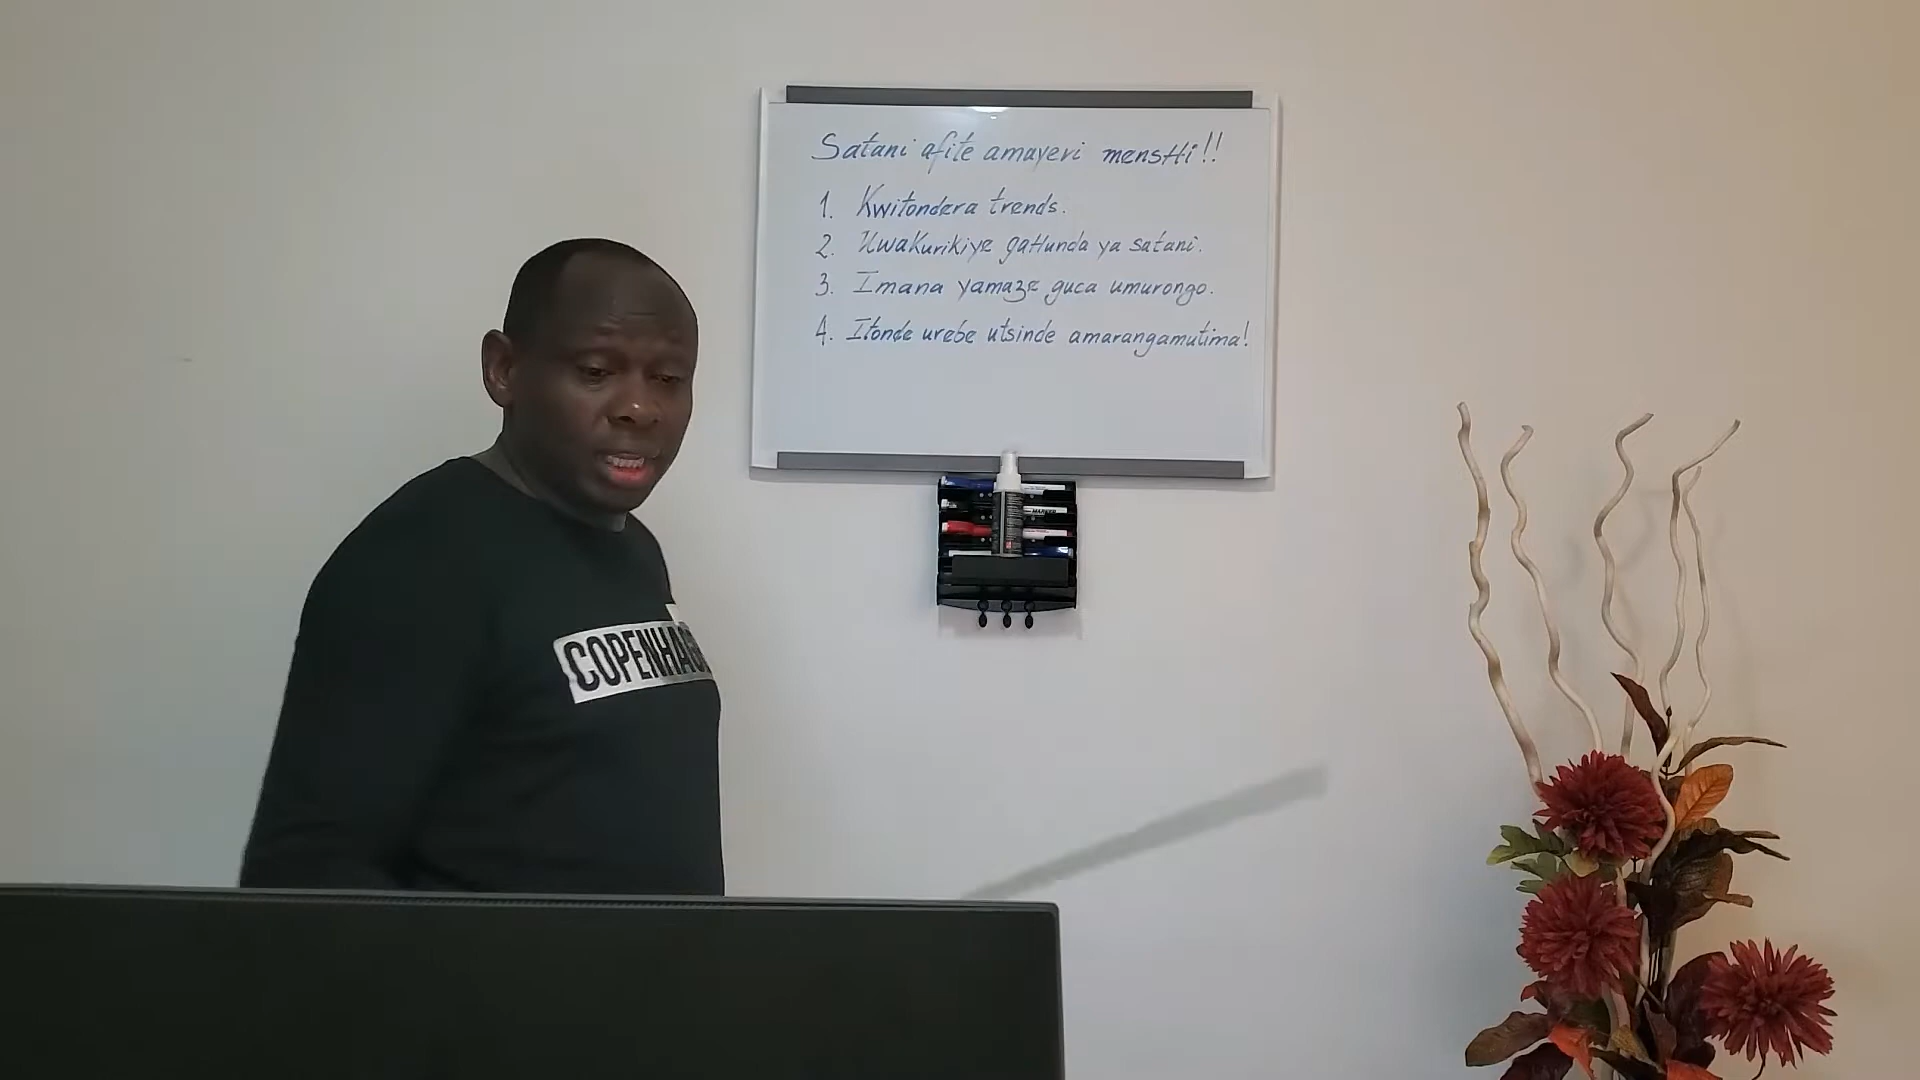 Satani afite amayeri menshi!!
1. Kwitondera trends.
2. Uwakurikiye gahunda ya satani.
3. Imana yamaze guca umurongo.
4. Itonde urebe utsinde amarangamutima!
MARKER
COPENHAG